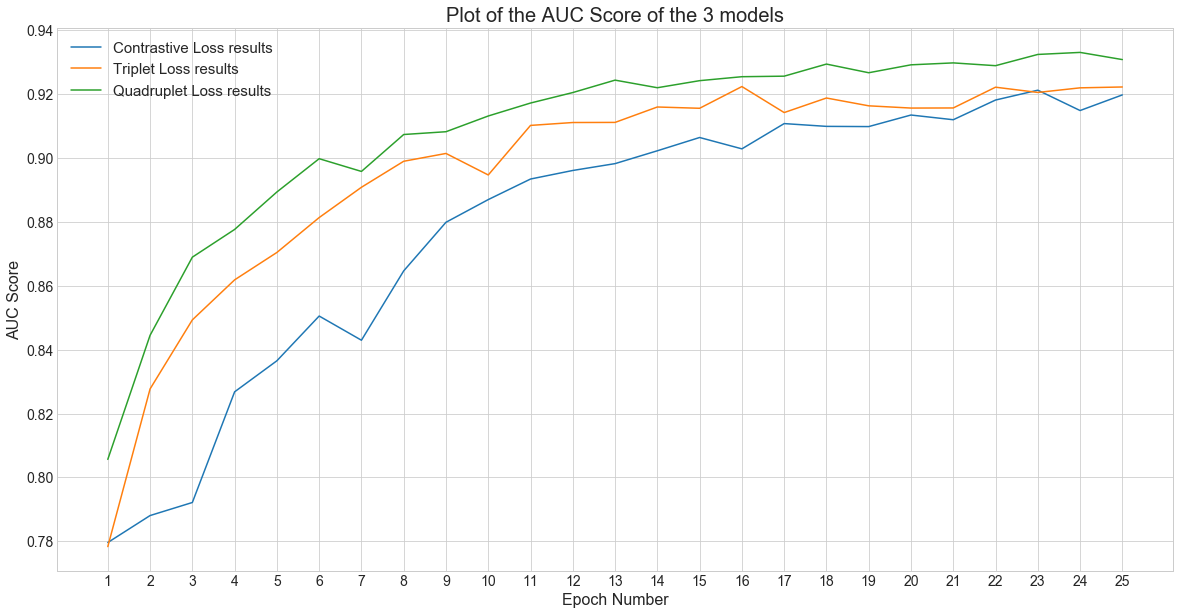 Plot of the AUC Score of the 3 models
Contrastive Loss results
Triplet Loss results
Quadruplet Loss results
AUC Score
0.94
0.92
0.90
0.88
0.86
0.84
0.82
0.80
0.78
1 2 3 4 5 6 7 8 9 10 11 12 13 14 15 16 17 18 19 20 21 22 23 24 25
Epoch Number